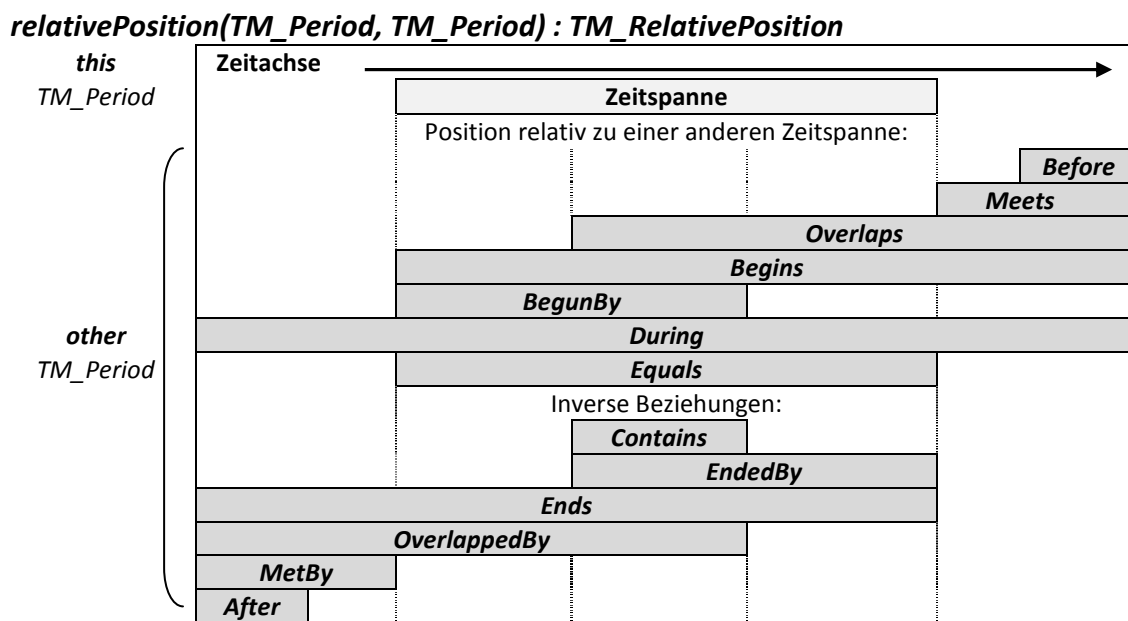 relativePosition(TM_Period, TM_Period) : TM_RelativePosition
this
TM_Period
Zeitachse
Zeitspanne
Position relativ zu einer anderen Zeitspanne:
Before
Meets
Overlaps
Begins
BegunBy
other
TM_Period
During
Equals
Inverse Beziehungen:
Contains
EndedBy
Ends
OverlappedBy
MetBy
After